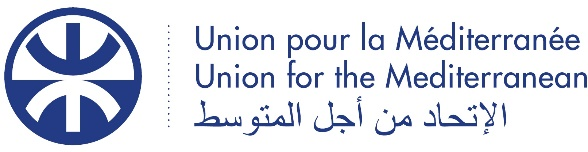 Union pour la Méditerranée
Union for the Mediterranean
الإتحاد من أجل المتوسط